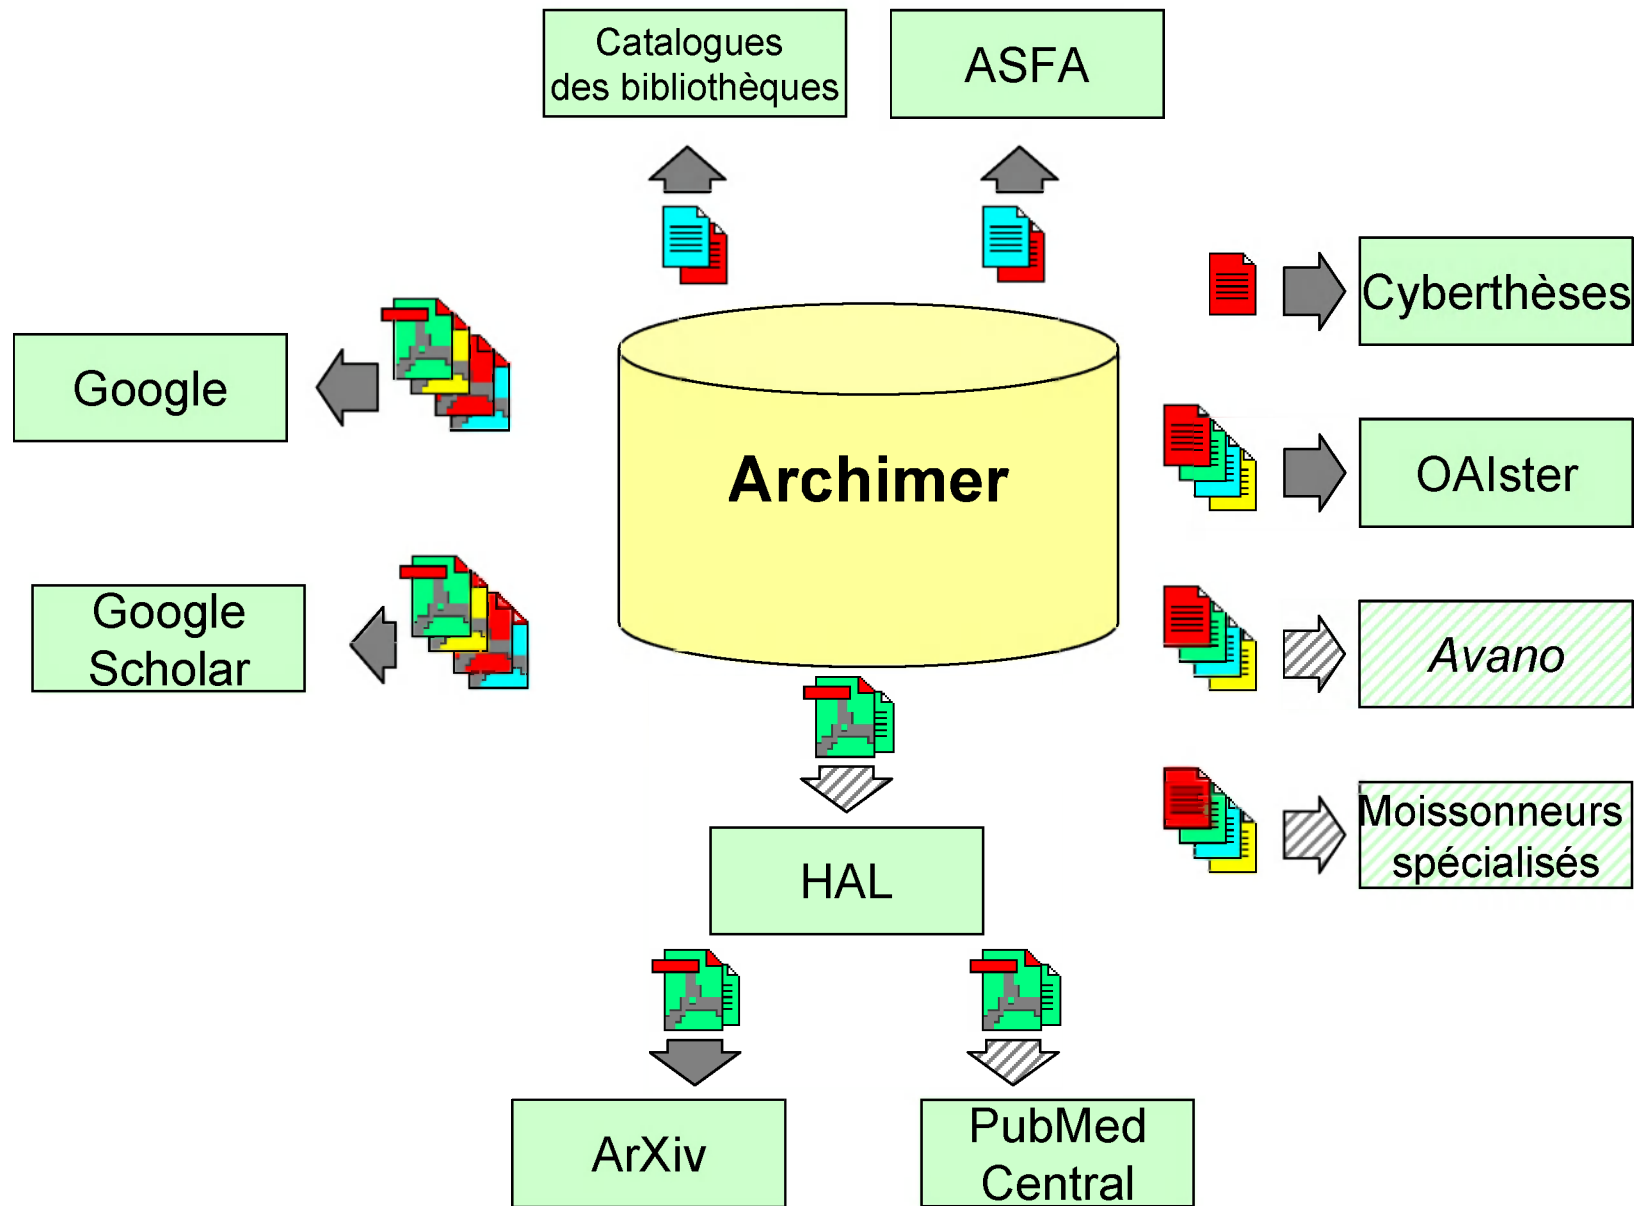 Catalogues
des bibliothèques
ASFA
Cyberthèses
Google
Archimer
OAIster
Google
Scholar
Avano
Moissonneurs
spécialisés
HAL
ArXiv
PubMed
Central